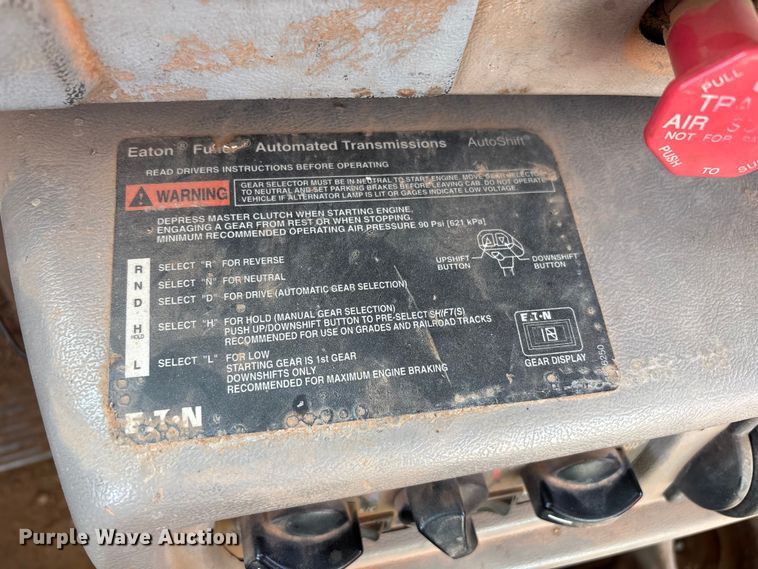 Eaton® Fuller® Automated Transmissions AutoShift®
READ DRIVERS INSTRUCTIONS BEFORE OPERATING
WARNING
GEAR SELECTOR MUST BE IN NEUTRAL TO START ENGINE. MOVE GEAR SELECTOR
TO NEUTRAL AND SET PARKING BRAKES BEFORE LEAVING CAB. DO NOT OPERATE
VEHICLE IF ALTERNATOR LAMP IS LIT OR GAGES INDICATE LOW VOLTAGE.
DEPRESS MASTER CLUTCH WHEN STARTING ENGINE,
ENGAGING A GEAR FROM REST OR WHEN STOPPING.
MINIMUM RECOMMENDED OPERATING AIR PRESSURE 90 Psi [621 kPa]
R SELECT "R" FOR REVERSE
N SELECT "N" FOR NEUTRAL
D SELECT "D" FOR DRIVE (AUTOMATIC GEAR SELECTION)
H SELECT "H" FOR HOLD (MANUAL GEAR SELECTION)
HOLD PUSH UP/DOWNSHIFT BUTTON TO PRE-SELECT SHIFT(S)
RECOMMENDED FOR USE ON GRADES AND RAILROAD TRACKS
L SELECT "L" FOR LOW
STARTING GEAR IS 1st GEAR
DOWNSHIFTS ONLY
RECOMMENDED FOR MAXIMUM ENGINE BRAKING
UPSHIFT
BUTTON
DOWNSHIFT
BUTTON
E·T·N
GEAR DISPLAY
E·T·N
PULL
AIR
NOT FOR
PUSH
TO
Purple Wave Auction